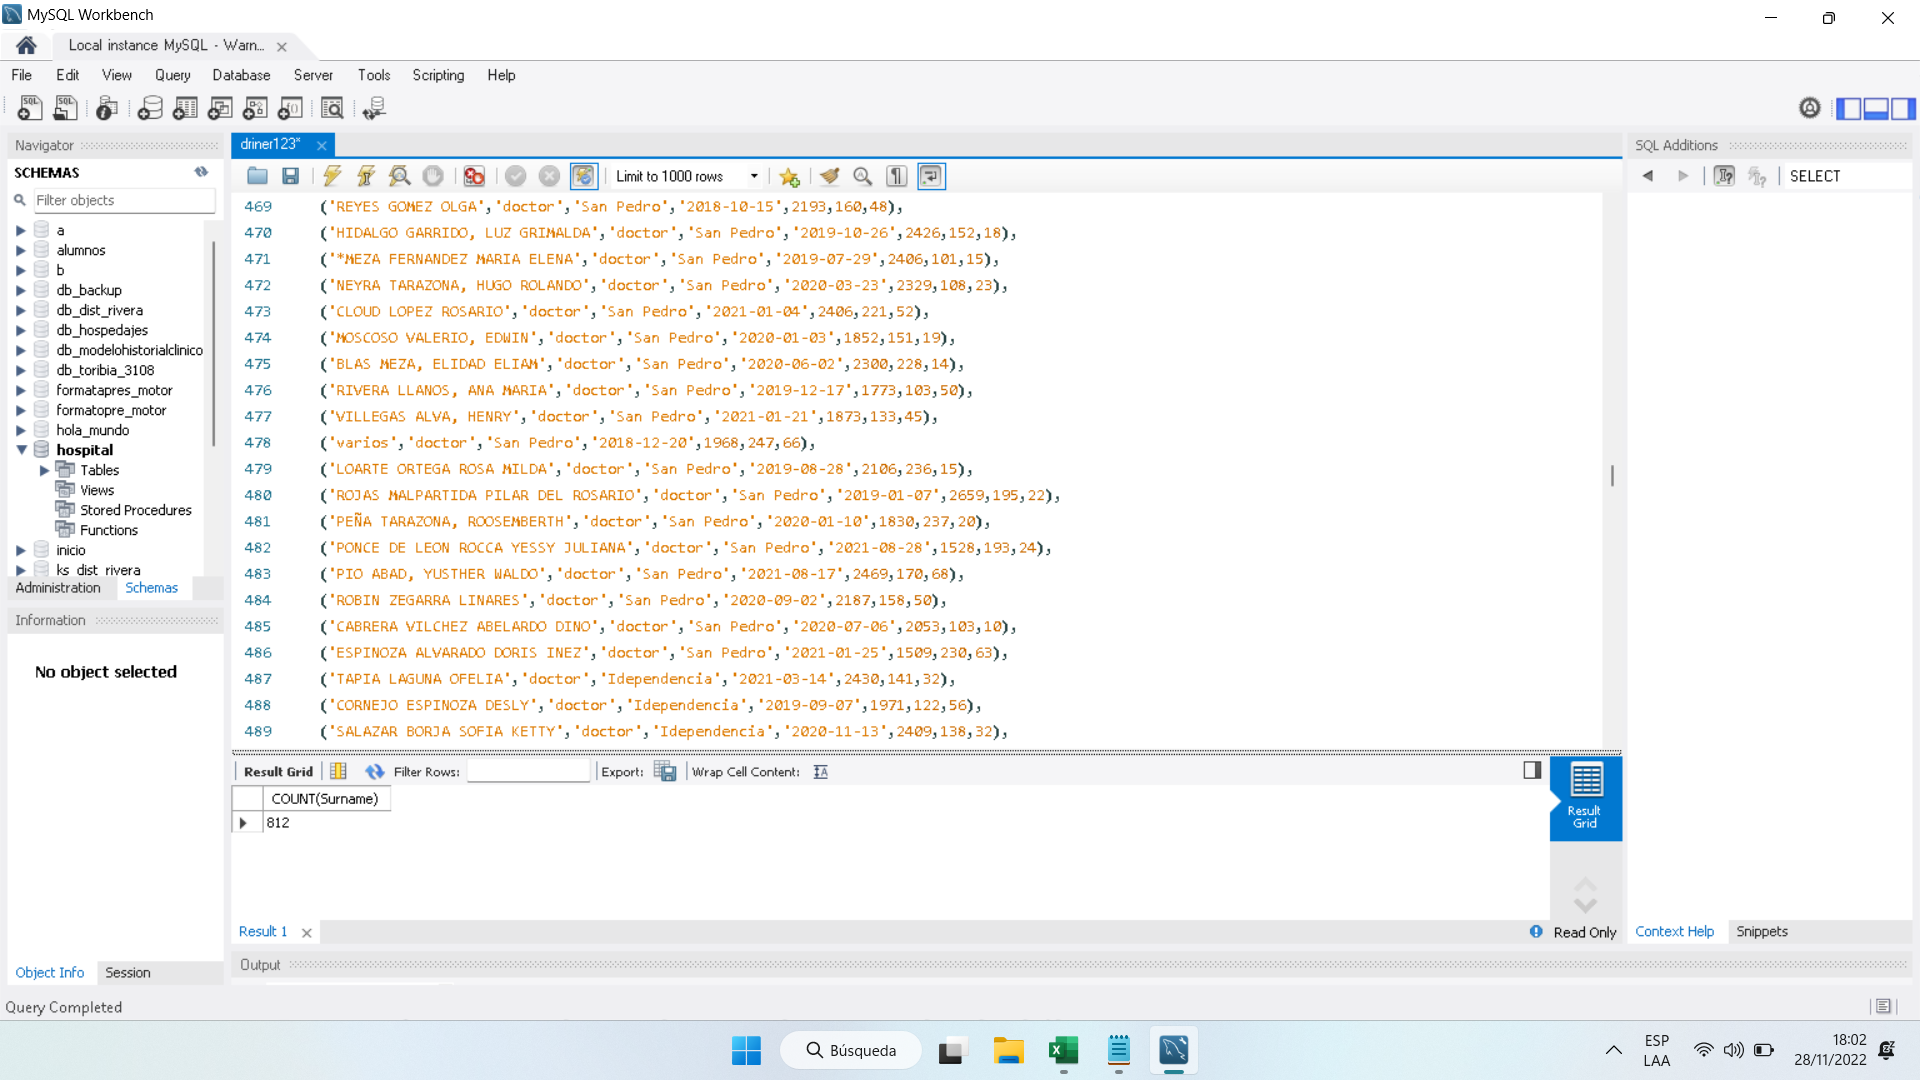 MySQL Workbench
Local instance MySQL - Warn...
File Edit View Query Database Server Tools Scripting Help
Navigator
driner123*
SQL Additions
SCHEMAS
Limit to 1000 rows
SELECT
Filter objects
a
alumnos
b
db_backup
db_dist_rivera
db_hospedajes
db_modelohistorialclinico
db_toribia_3108
formatapres_motor
formatopre_motor
hola_mundo
hospital
Tables
Views
Stored Procedures
Functions
inicio
ks_dist_rivera
Administration Schemas
Information
No object selected
469 ('REYES GOMEZ OLGA','doctor','San Pedro','2018-10-15',2193,160,48),
470 ('HIDALGO GARRIDO, LUZ GRIMALDA','doctor','San Pedro','2019-10-26',2426,152,18),
471 ('*MEZA FERNANDEZ MARIA ELENA','doctor','San Pedro','2019-07-29',2406,101,15),
472 ('NEYRA TARAZONA, HUGO ROLANDO','doctor','San Pedro','2020-03-23',2329,108,23),
473 ('CLOUD LOPEZ ROSARIO','doctor','San Pedro','2021-01-04',2406,221,52),
474 ('MOSCOSO VALERIO, EDWIN','doctor','San Pedro','2020-01-03',1852,151,19),
475 ('BLAS MEZA, ELIDAD ELIAM','doctor','San Pedro','2020-06-02',2300,228,14),
476 ('RIVERA LLANOS, ANA MARIA','doctor','San Pedro','2019-12-17',1773,103,50),
477 ('VILLEGAS ALVA, HENRY','doctor','San Pedro','2021-01-21',1873,133,45),
478 ('varios','doctor','San Pedro','2018-12-20',1968,247,66),
479 ('LOARTE ORTEGA ROSA MILDA','doctor','San Pedro','2019-08-28',2106,236,15),
480 ('ROJAS MALPARTIDA PILAR DEL ROSARIO','doctor','San Pedro','2019-01-07',2659,195,22),
481 ('PEÑA TARAZONA, ROOSEMBERTH','doctor','San Pedro','2020-01-10',1830,237,20),
482 ('PONCE DE LEON ROCCA YESSY JULIANA','doctor','San Pedro','2021-08-28',1528,193,24),
483 ('PIO ABAD, YUSTHER WALDO','doctor','San Pedro','2021-08-17',2469,170,68),
484 ('ROBIN ZEGARRA LINARES','doctor','San Pedro','2020-09-02',2187,158,50),
485 ('CABRERA VILCHEZ ABELARDO DINO','doctor','San Pedro','2020-07-06',2053,103,10),
486 ('ESPINOZA ALVARADO DORIS INEZ','doctor','San Pedro','2021-01-25',1509,230,63),
487 ('TAPIA LAGUNA OFELIA','doctor','Idependencia','2021-03-14',2430,141,32),
488 ('CORNEJO ESPINOZA DESLY','doctor','Idependencia','2019-09-07',1971,122,56),
489 ('SALAZAR BORJA SOFIA KETTY','doctor','Idependencia','2020-11-13',2409,138,32),
Result Grid Filter Rows: Export: Wrap Cell Content:
COUNT(Surname)
812
Result
Grid
Result 1
Read Only
Context Help Snippets
Output
Object Info Session
Query Completed
Búsqueda
ESP
LAA
18:02
28/11/2022